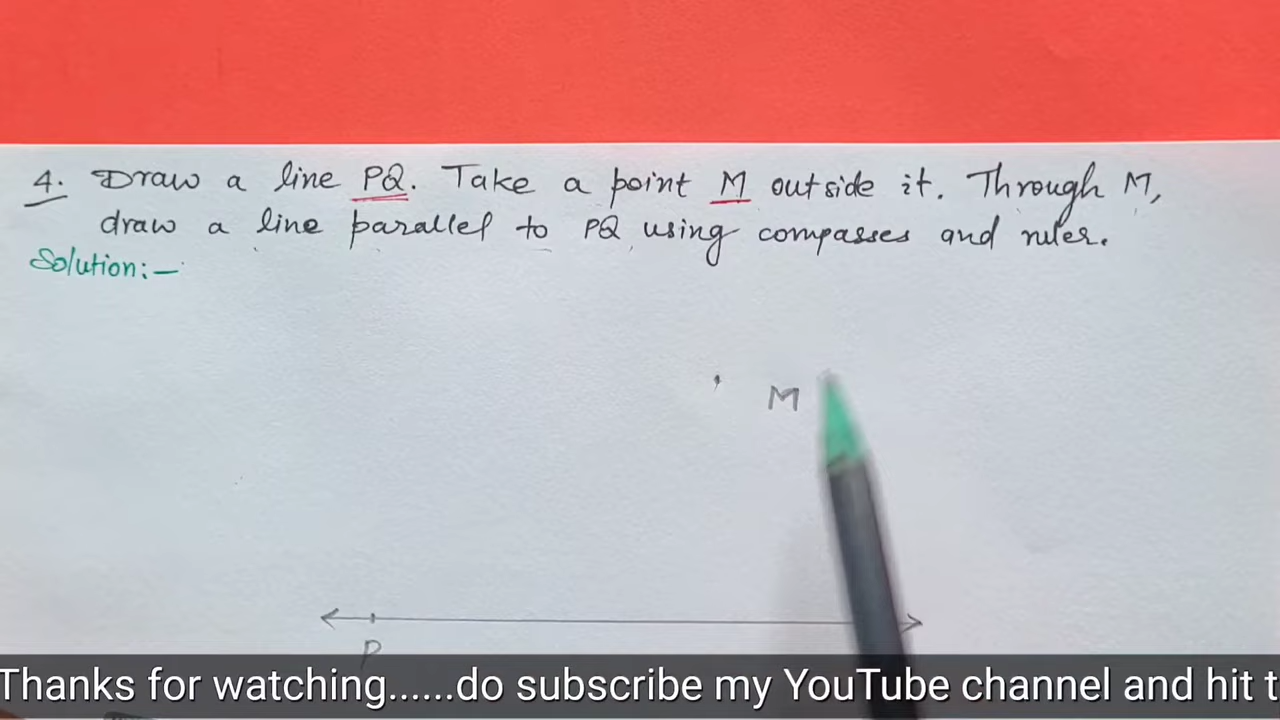 4. Draw a line PQ. Take a point M outside it. Through M,
draw a line parallel to PQ using compasses and ruler.
Solution:-
M
P
Thanks for watching......do subscribe my YouTube channel and hit t